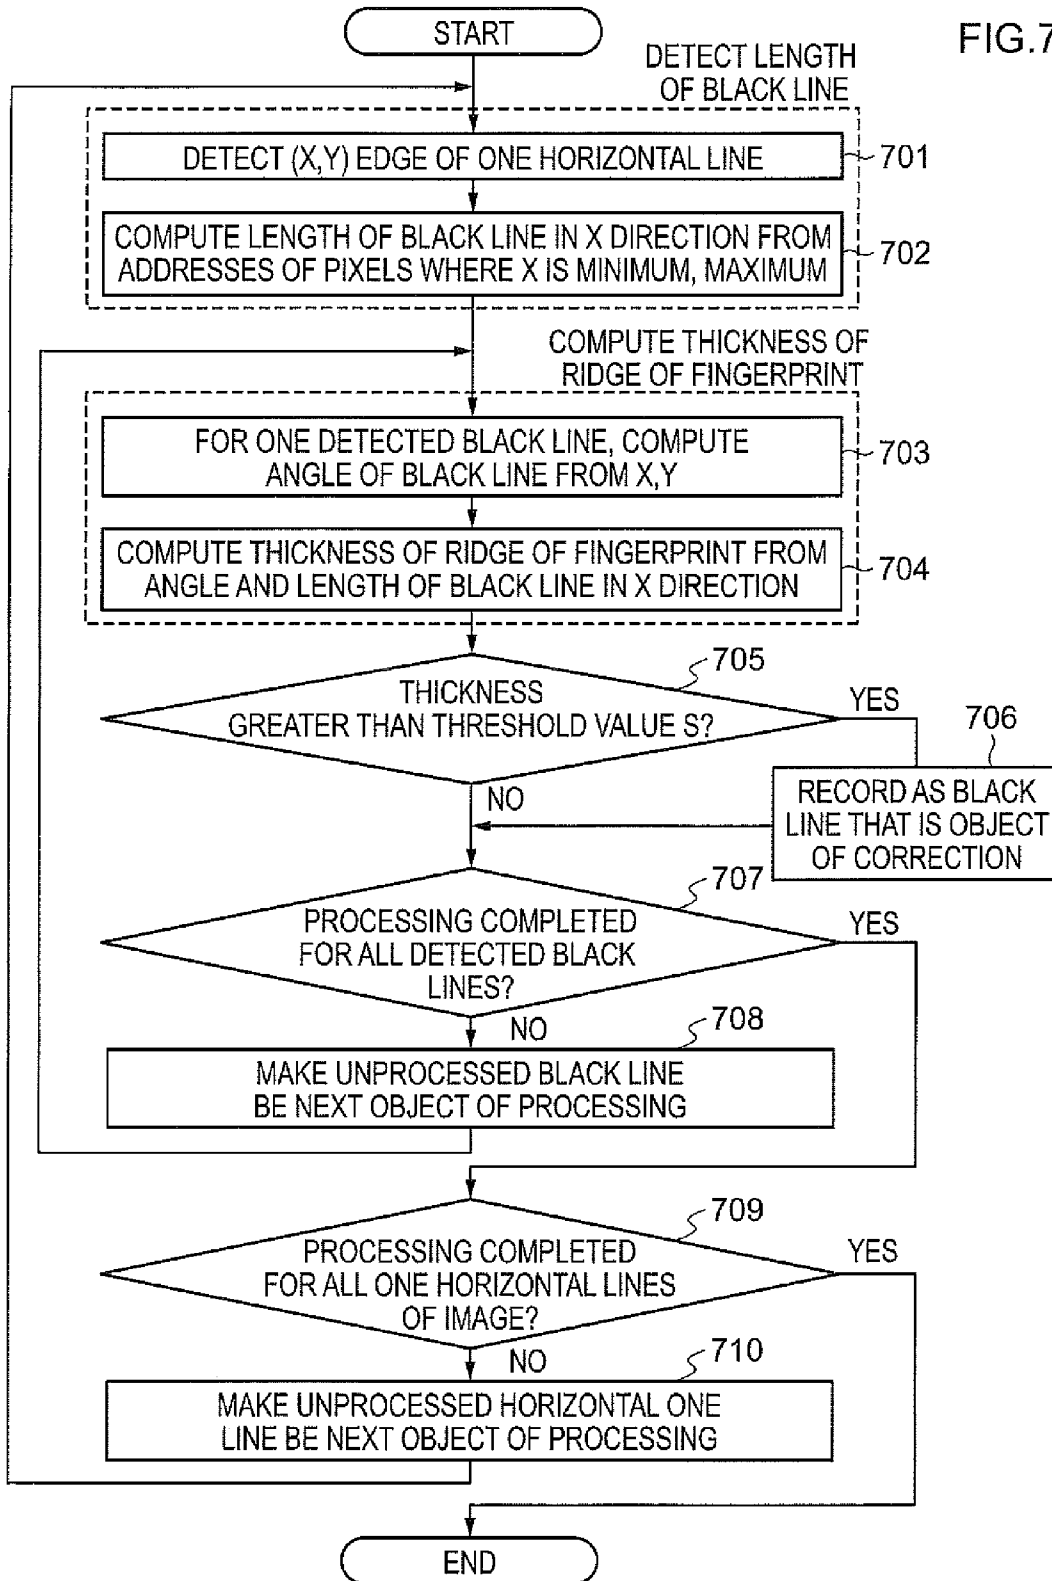 START
FIG.7
DETECT LENGTH
OF BLACK LINE
DETECT (X,Y) EDGE OF ONE HORIZONTAL LINE
701
COMPUTE LENGTH OF BLACK LINE IN X DIRECTION FROM
ADDRESSES OF PIXELS WHERE X IS MINIMUM, MAXIMUM
702
COMPUTE THICKNESS OF
RIDGE OF FINGERPRINT
FOR ONE DETECTED BLACK LINE, COMPUTE
ANGLE OF BLACK LINE FROM X,Y
703
COMPUTE THICKNESS OF RIDGE OF FINGERPRINT FROM
ANGLE AND LENGTH OF BLACK LINE IN X DIRECTION
704
705
THICKNESS
GREATER THAN THRESHOLD VALUE S?
YES
706
NO
RECORD AS BLACK
LINE THAT IS OBJECT
OF CORRECTION
707
PROCESSING COMPLETED
FOR ALL DETECTED BLACK
LINES?
YES
NO
708
MAKE UNPROCESSED BLACK LINE
BE NEXT OBJECT OF PROCESSING
709
PROCESSING COMPLETED
FOR ALL ONE HORIZONTAL LINES
OF IMAGE?
YES
NO
710
MAKE UNPROCESSED HORIZONTAL ONE
LINE BE NEXT OBJECT OF PROCESSING
END